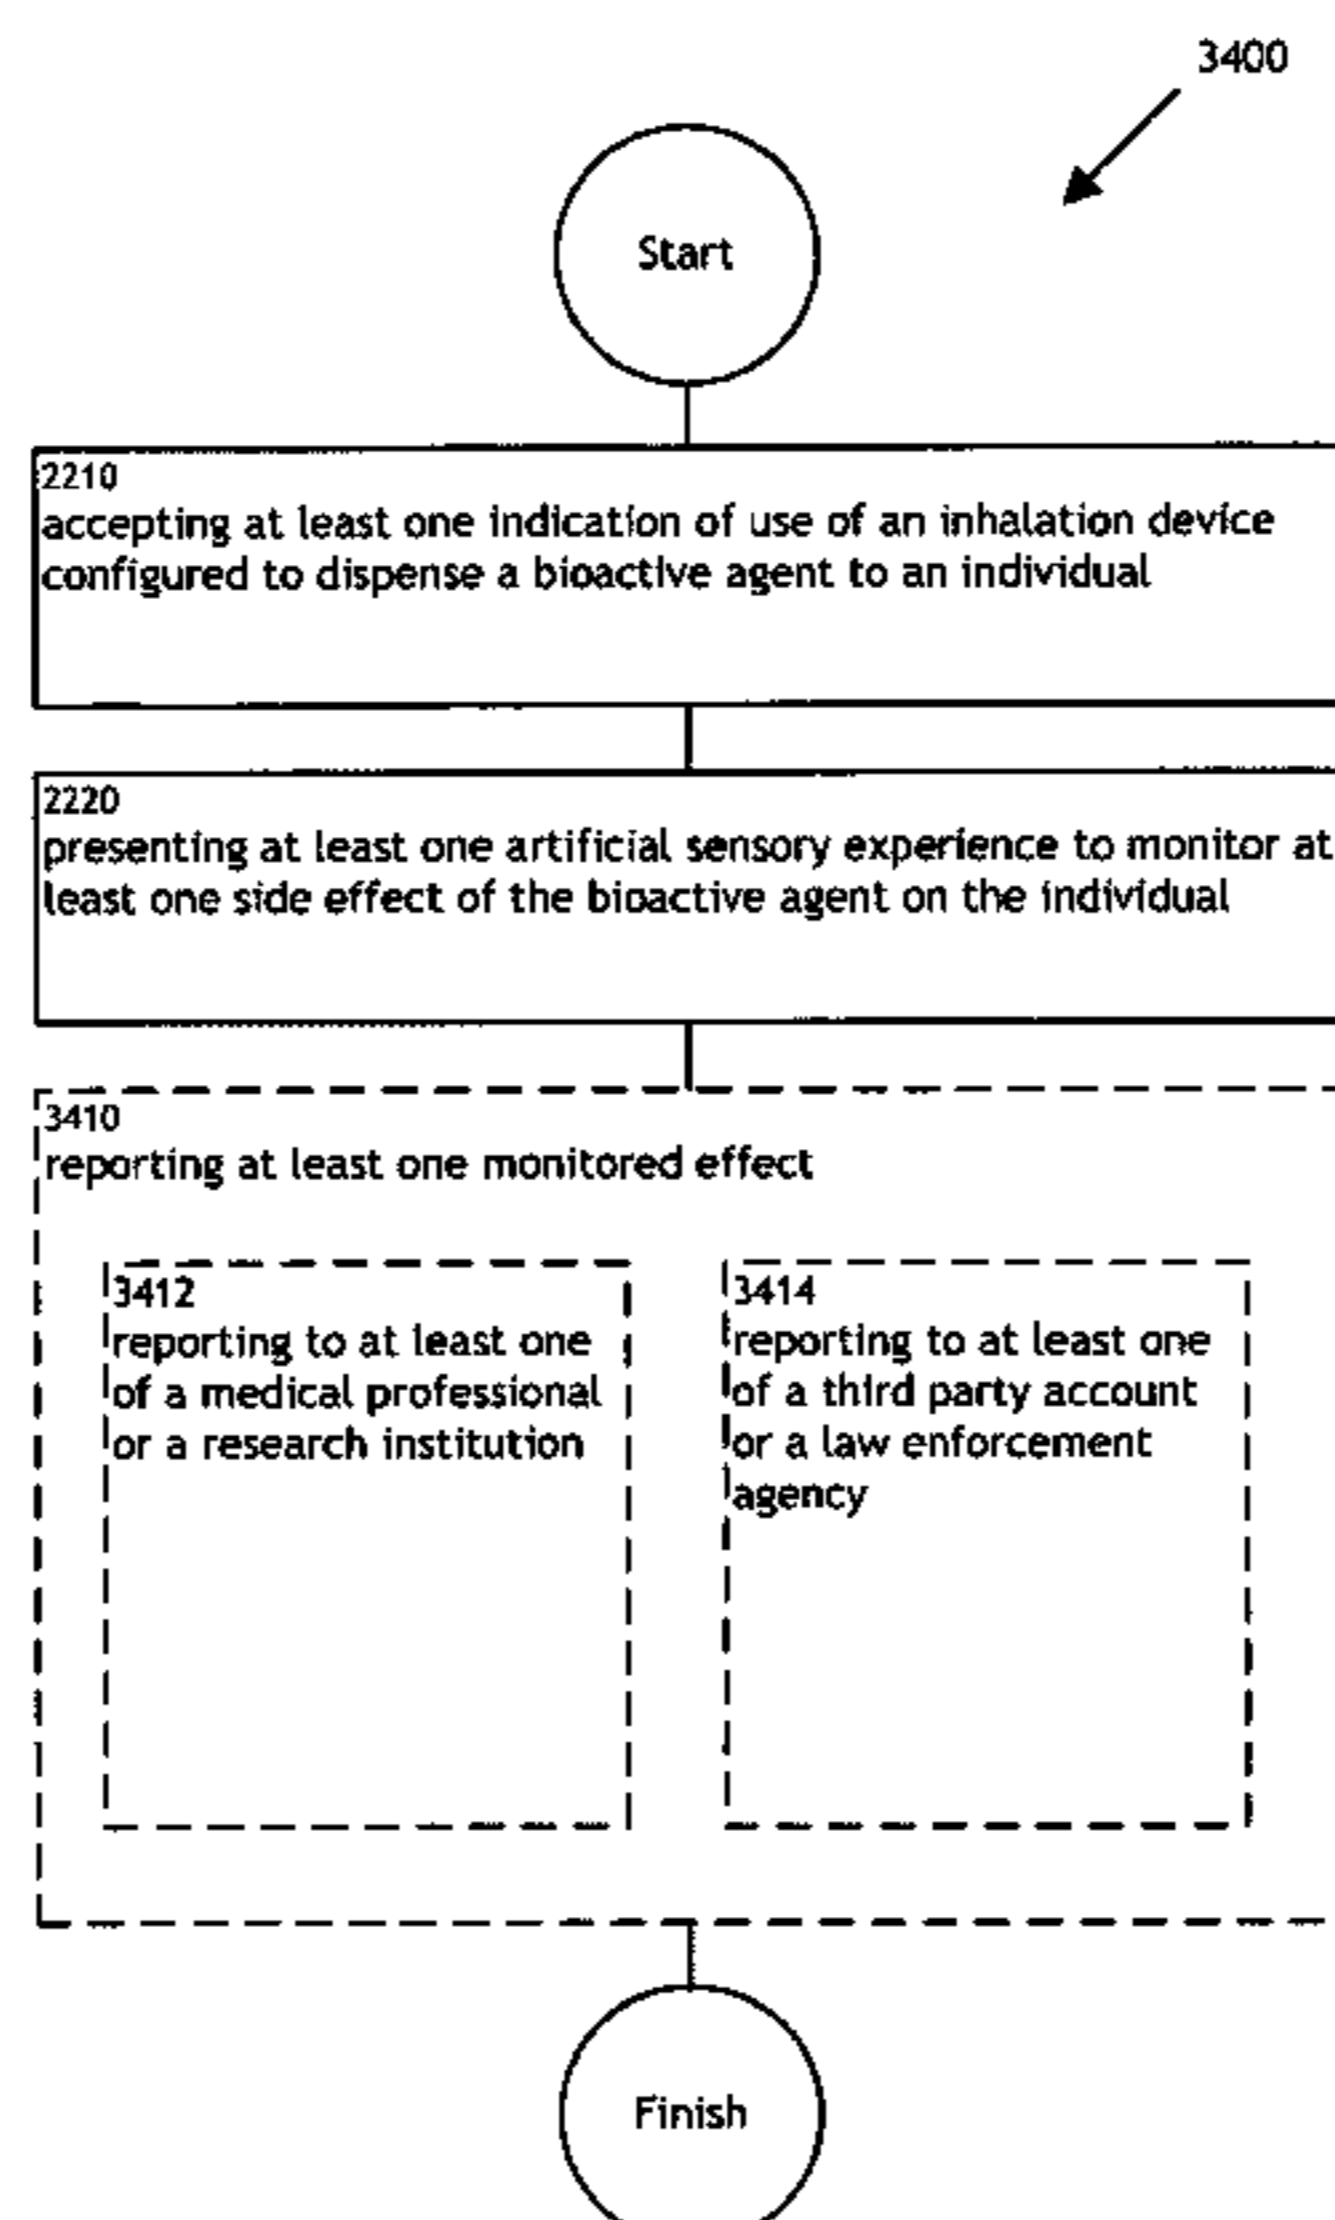 3400
Start
2210
accepting at least one indication of use of an inhalation device
configured to dispense a bioactive agent to an individual
2220
presenting at least one artificial sensory experience to monitor at
least one side effect of the bioactive agent on the individual
3410
reporting at least one monitored effect
3412
reporting to at least one
of a medical professional
or a research institution
3414
reporting to at least one
of a third party account
or a law enforcement
agency
Finish